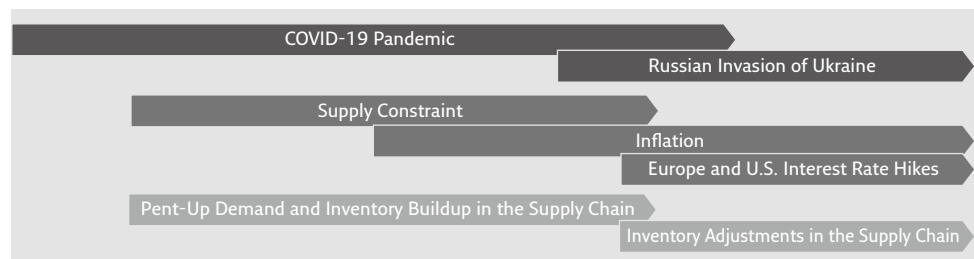 COVID-19 Pandemic
Russian Invasion of Ukraine
Supply Constraint
Inflation
Europe and U.S. Interest Rate Hikes
Pent-Up Demand and Inventory Buildup in the Supply Chain
Inventory Adjustments in the Supply Chain